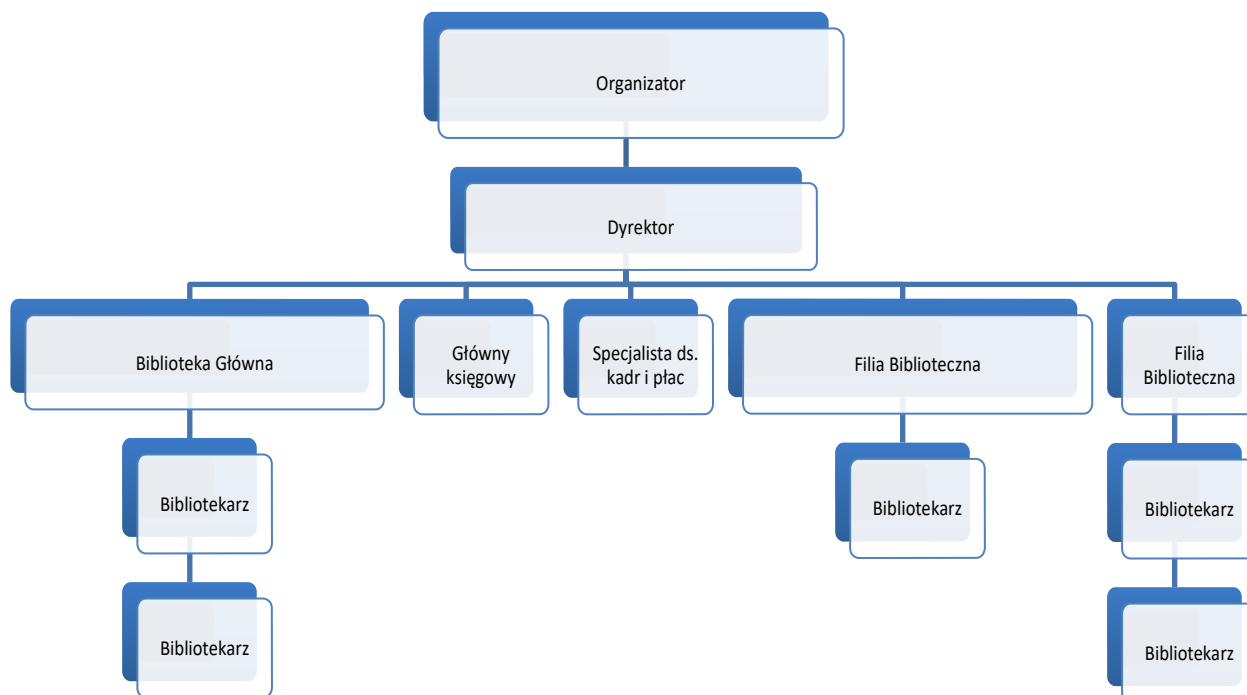 Organizator
Dyrektor
Biblioteka Główna
Główny
księgowy
Specjalista ds.
kadr i płac
Filia Biblioteczna
Filia
Biblioteczna
Bibliotekarz
Bibliotekarz
Bibliotekarz
Bibliotekarz
Bibliotekarz